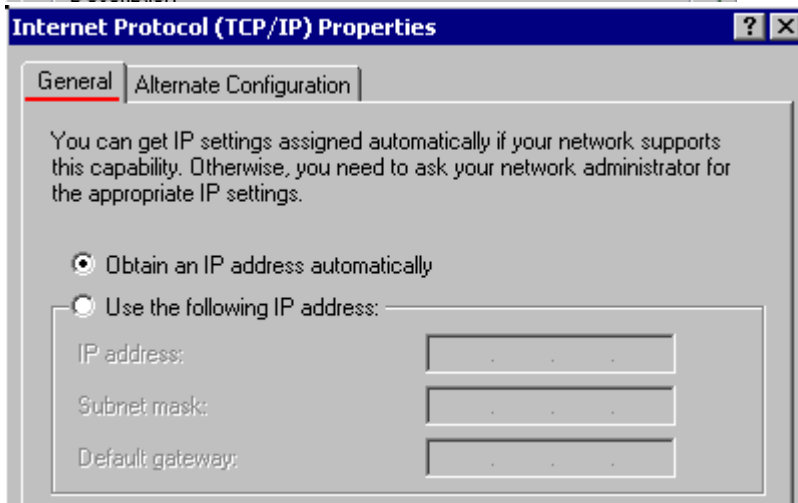 Internet Protocol (TCP/IP) Properties
General
Alternate Configuration
You can get IP settings assigned automatically if your network supports
this capability. Otherwise, you need to ask your network administrator for
the appropriate IP settings.
Obtain an IP address automatically
Use the following IP address:
IP address:
Subnet mask:
Default gateway: